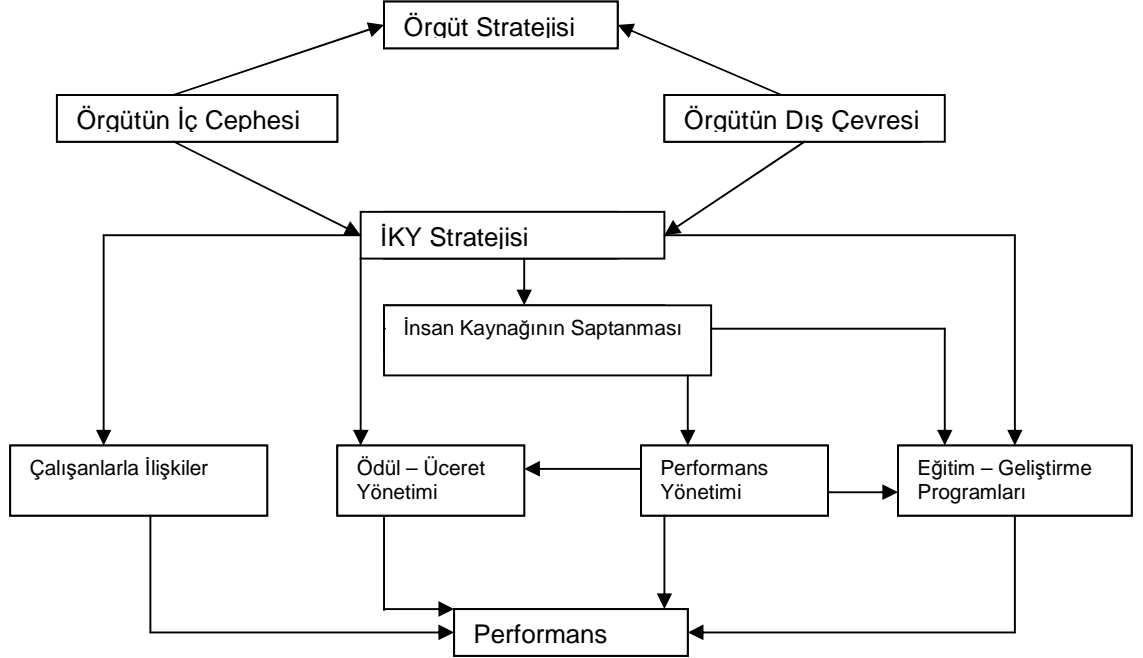 Örgüt Stratejisi
Örgütün İç Cephesi
Örgütün Dış Çevresi
İKY Stratejisi
İnsan Kaynağının Saptanması
Çalışanlarla İlişkiler
Ödül – Üceret
Yönetimi
Performans
Yönetimi
Eğitim – Geliştirme
Programları
Performans